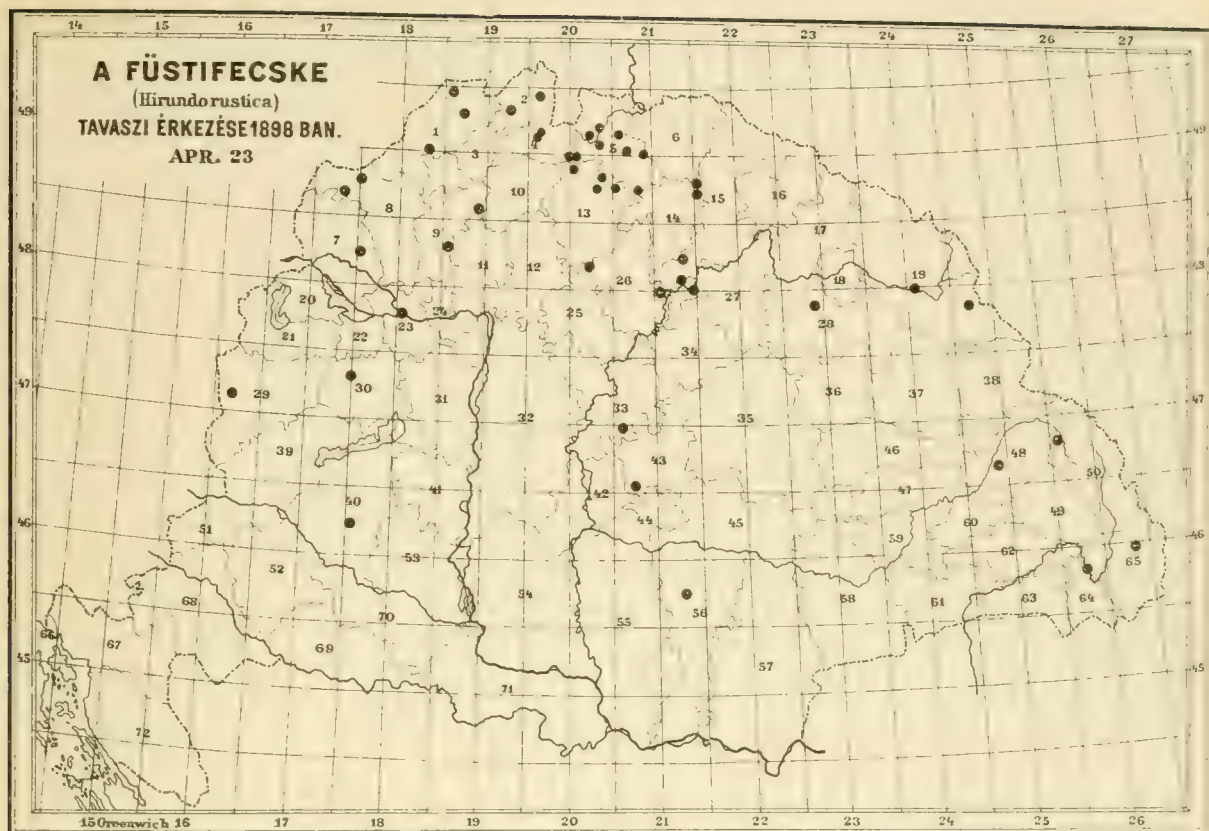 14 15 16 18 19 20 21 22 23 24 25 26 27
A FÜSTIFECSKE
(Hirundo rustica)
TAVASZI ÉRKEZÉSE 1898 BAN.
APR. 23
49 49
2
1 3 4 5 6
8 10 13 14 15 16
7 9 11 12 17
48
20 21 22 23 24 25 26 27 18 19 28
47 47
29 30 31 32 33 34 35 36 37 38
39 40 41 42 43 44 45 46 47 48 49 50
46 46
51 52 53 54 55 56 57 58 59 60 61 62 63 64 65
45 45
66 67 68 69 70 71 72
15 Greenwich 16 17 18 19 20 21 22 23 24 25 26